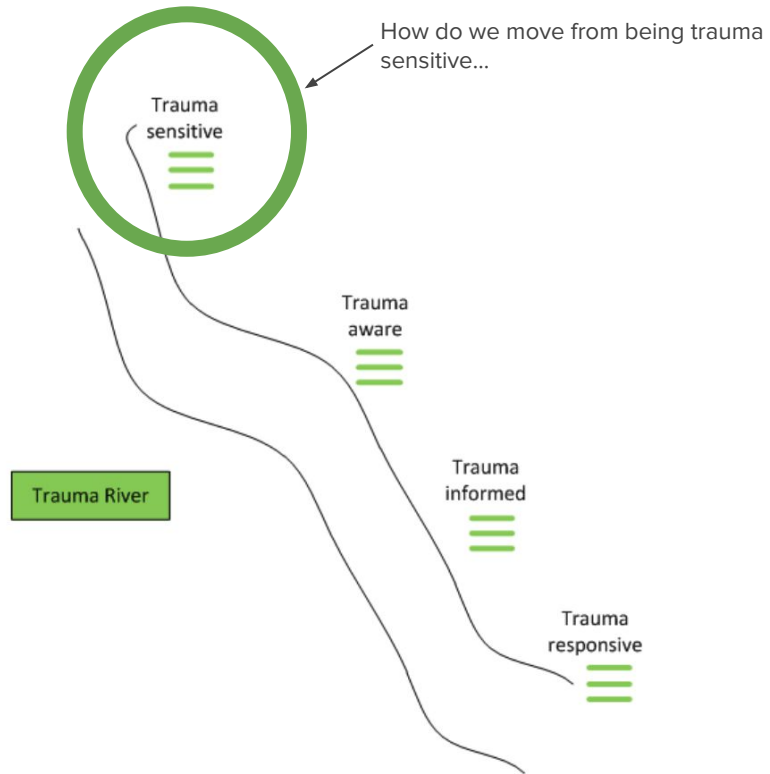 How do we move from being trauma
sensitive...
Trauma
sensitive
Trauma
aware
Trauma
informed
Trauma River
Trauma
responsive